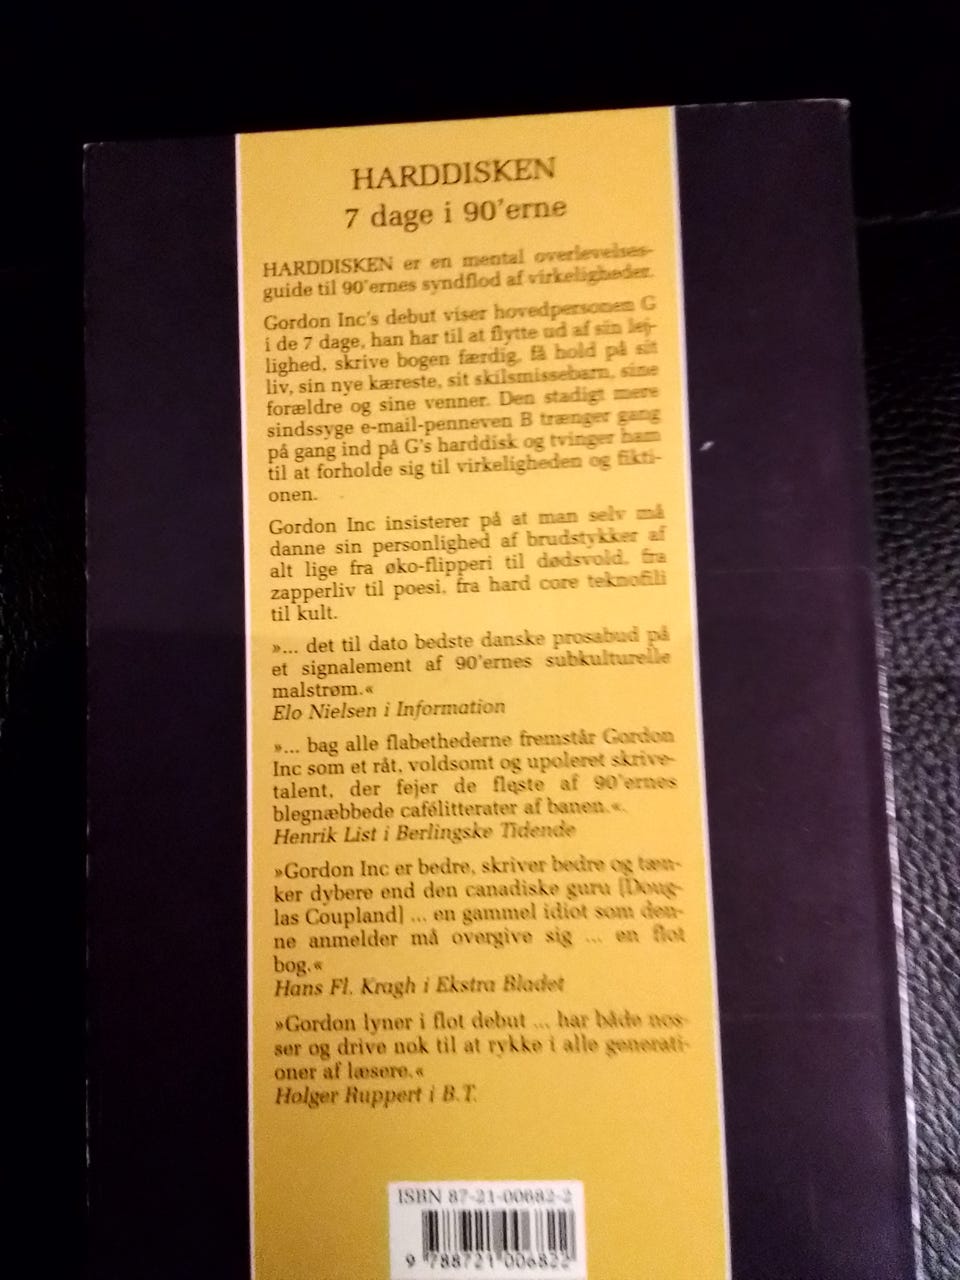 HARDDISKEN
7 dage i 90'erne
HARDDISKEN er en mental overlevelses-
guide til 90'ernes syndflod af virkeligheder.
Gordon Inc's debut viser hovedpersonen G
i de 7 dage, han har til at flytte ud af sin lej-
lighed, skrive bogen færdig, få hold på sit
liv, sin nye kæreste, sit skilsmissebarn, sine
forældre og sine venner. Den stadigt mere
sindssyge e-mail-penneven B trænger gang
på gang ind på G's harddisk og tvinger ham
til at forholde sig til virkeligheden og fikti-
onen.
Gordon Inc insisterer på at man selv må
danne sin personlighed af brudstykker af
alt lige fra øko-flipperi til dødsvold, fra
zapperliv til poesi, fra hard core teknofili
til kult.
»... det til dato bedste danske prosabud på
et signalement af 90'ernes subkulturelle
malstrøm.«
Elo Nielsen i Information
»... bag alle flabethederne fremstår Gordon
Inc som et råt, voldsomt og upoleret skrive-
talent, der fejer de fleste af 90'ernes
blegnæbbede cafélitterater af banen.«.
Henrik List i Berlingske Tidende
»Gordon Inc er bedre, skriver bedre og tæn-
ker dybere end den canadiske guru [Doug-
las Coupland] ... en gammel idiot som den-
ne anmelder må overgive sig ... en flot
bog.«
Hans Fl. Kragh i Ekstra Bladet
»Gordon lyner i flot debut ... har både nos-
ser og drive nok til at rykke i alle generati-
oner af læsere.«
Holger Ruppert i B.T.
ISBN 87-21-00682-2
9 788721 006822